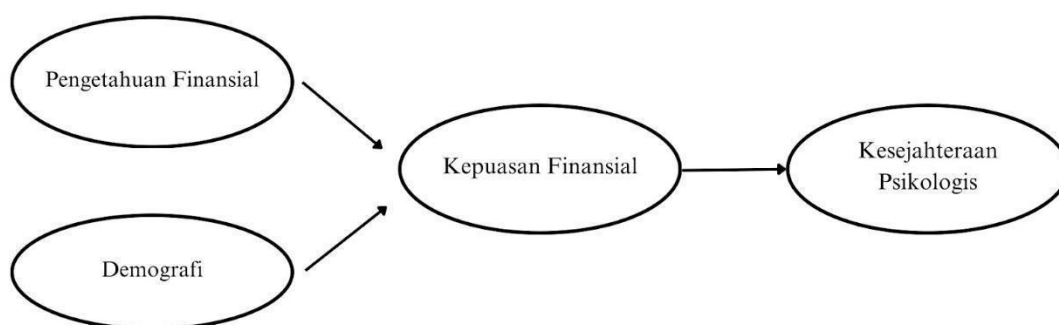 Pengetahuan Finansial
Demografi
Kepuasan Finansial
Kesejahteraan
Psikologis